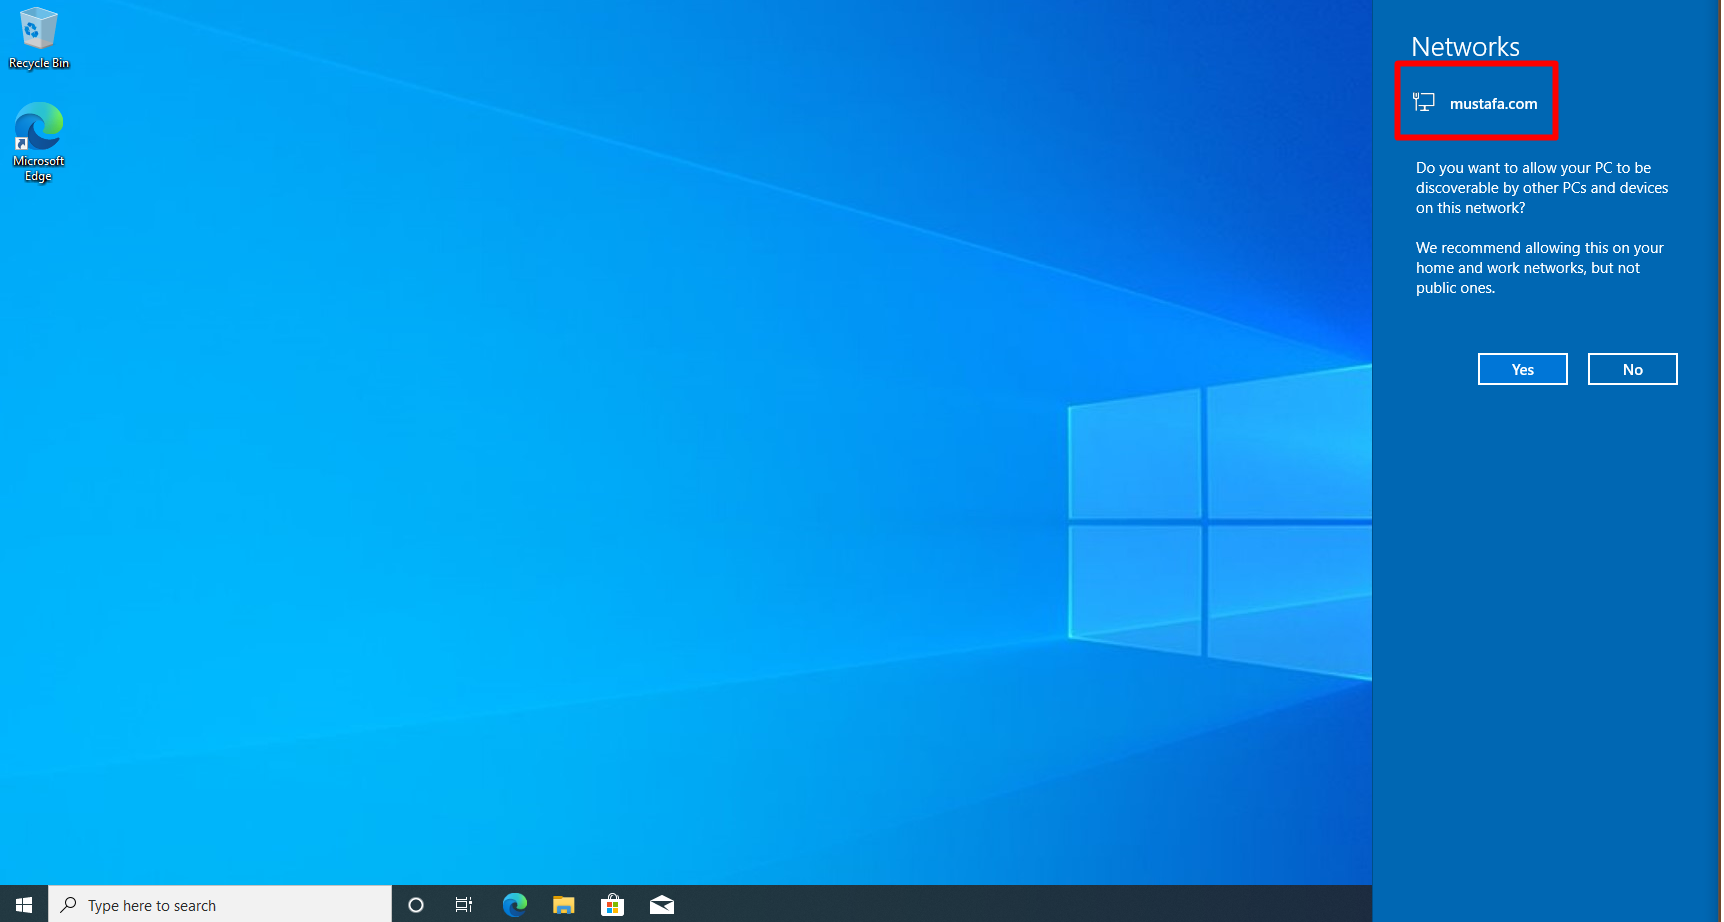 Recycle Bin
Microsoft
Edge
Networks
mustafa.com
Do you want to allow your PC to be
discoverable by other PCs and devices
on this network?
We recommend allowing this on your
home and work networks, but not
public ones.
Yes
No
Type here to search